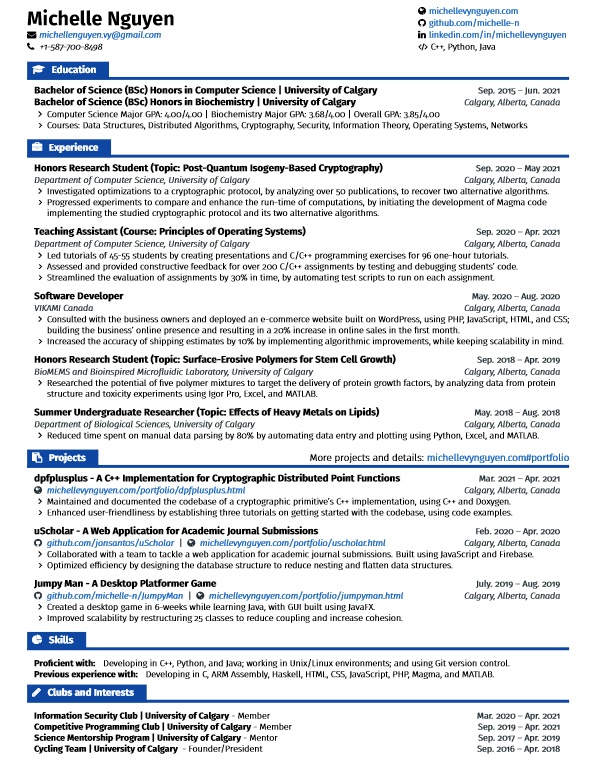 Michelle Nguyen
michellenguyen.vy@gmail.com
+1-587-700-8498
michellevynguyen.com
github.com/michelle-n
linkedin.com/in/michellevynguyen
</> C++, Python, Java
Education
Bachelor of Science (BSc) Honors in Computer Science | University of Calgary Sep. 2015 – Jun. 2021
Bachelor of Science (BSc) Honors in Biochemistry | University of Calgary Calgary, Alberta, Canada
> Computer Science Major GPA: 4.00/4.00 | Biochemistry Major GPA: 3.68/4.00 | Overall GPA: 3.85/4.00
> Courses: Data Structures, Distributed Algorithms, Cryptography, Security, Information Theory, Operating Systems, Networks
Experience
Honors Research Student (Topic: Post-Quantum Isogeny-Based Cryptography) Sep. 2020 – May 2021
Department of Computer Science, University of Calgary Calgary, Alberta, Canada
> Investigated optimizations to a cryptographic protocol, by analyzing over 50 publications, to recover two alternative algorithms.
> Progressed experiments to compare and enhance the run-time of computations, by initiating the development of Magma code
implementing the studied cryptographic protocol and its two alternative algorithms.
Teaching Assistant (Course: Principles of Operating Systems) Sep. 2020 – Apr. 2021
Department of Computer Science, University of Calgary Calgary, Alberta, Canada
> Led tutorials of 45-55 students by creating presentations and C/C++ programming exercises for 96 one-hour tutorials.
> Assessed and provided constructive feedback for over 200 C/C++ assignments by testing and debugging students' code.
> Streamlined the evaluation of assignments by 30% in time, by automating test scripts to run on each assignment.
Software Developer May. 2020 – Aug. 2020
VIKAMI Canada Calgary, Alberta, Canada
> Consulted with the business owners and deployed an e-commerce website built on WordPress, using PHP, JavaScript, HTML, and CSS;
building the business' online presence and resulting in a 20% increase in online sales in the first month.
> Increased the accuracy of shipping estimates by 10% by implementing algorithmic improvements, while keeping scalability in mind.
Honors Research Student (Topic: Surface-Erosive Polymers for Stem Cell Growth) Sep. 2018 – Apr. 2019
BioMEMS and Bioinspired Microfluidic Laboratory, University of Calgary Calgary, Alberta, Canada
> Researched the potential of five polymer mixtures to target the delivery of protein growth factors, by analyzing data from protein
structure and toxicity experiments using Igor Pro, Excel, and MATLAB.
Summer Undergraduate Researcher (Topic: Effects of Heavy Metals on Lipids) May. 2018 – Aug. 2018
Department of Biological Sciences, University of Calgary Calgary, Alberta, Canada
> Reduced time spent on manual data parsing by 80% by automating data entry and plotting using Python, Excel, and MATLAB.
Projects More projects and details: michellevynguyen.com#portfolio
dpfplusplus - A C++ Implementation for Cryptographic Distributed Point Functions Mar. 2021 – Apr. 2021
michellevynguyen.com/portfolio/dpfplusplus.html Calgary, Alberta, Canada
> Maintained and documented the codebase of a cryptographic primitive's C++ implementation, using C++ and Doxygen.
> Enhanced user-friendliness by establishing three tutorials on getting started with the codebase, using code examples.
uScholar - A Web Application for Academic Journal Submissions Feb. 2020 – Apr. 2020
github.com/jonsantos/uScholar | michellevynguyen.com/portfolio/uscholar.html Calgary, Alberta, Canada
> Collaborated with a team to tackle a web application for academic journal submissions. Built using JavaScript and Firebase.
> Optimized efficiency by designing the database structure to reduce nesting and flatten data structures.
Jumpy Man - A Desktop Platformer Game July. 2019 – Aug. 2019
github.com/michelle-n/JumpyMan | michellevynguyen.com/portfolio/jumpyman.html Calgary, Alberta, Canada
> Created a desktop game in 6-weeks while learning Java, with GUI built using JavaFX.
> Improved scalability by restructuring 25 classes to reduce coupling and increase cohesion.
Skills
Proficient with: Developing in C++, Python, and Java; working in Unix/Linux environments; and using Git version control.
Previous experience with: Developing in C, ARM Assembly, Haskell, HTML, CSS, JavaScript, PHP, Magma, and MATLAB.
Clubs and Interests
Information Security Club | University of Calgary - Member Mar. 2020 – Apr. 2021
Competitive Programming Club | University of Calgary - Member Sep. 2019 – Apr. 2021
Science Mentorship Program | University of Calgary - Mentor Sep. 2017 – Apr. 2019
Cycling Team | University of Calgary - Founder/President Sep. 2016 – Apr. 2018